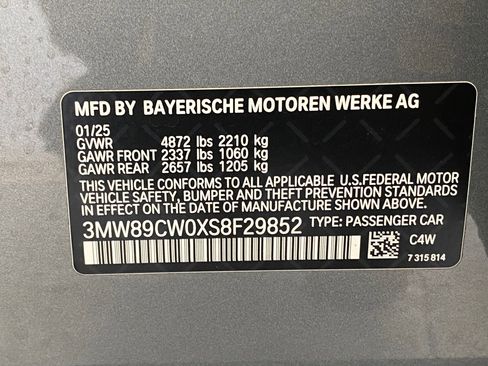 MFD BY BAYERISCHE MOTOREN WERKE AG
01/25
GVWR 4872 lbs 2210 kg
GAWR FRONT 2337 lbs 1060 kg
GAWR REAR 2657 lbs 1205 kg
THIS VEHICLE CONFORMS TO ALL APPLICABLE U.S.FEDERAL MOTOR
VEHICLE SAFETY, BUMPER AND THEFT PREVENTION STANDARDS
IN EFFECT ON THE DATE OF MANUFACTURE SHOWN ABOVE.
3MW89CW0XS8F29852 TYPE: PASSENGER CAR
C4W
7 315 814